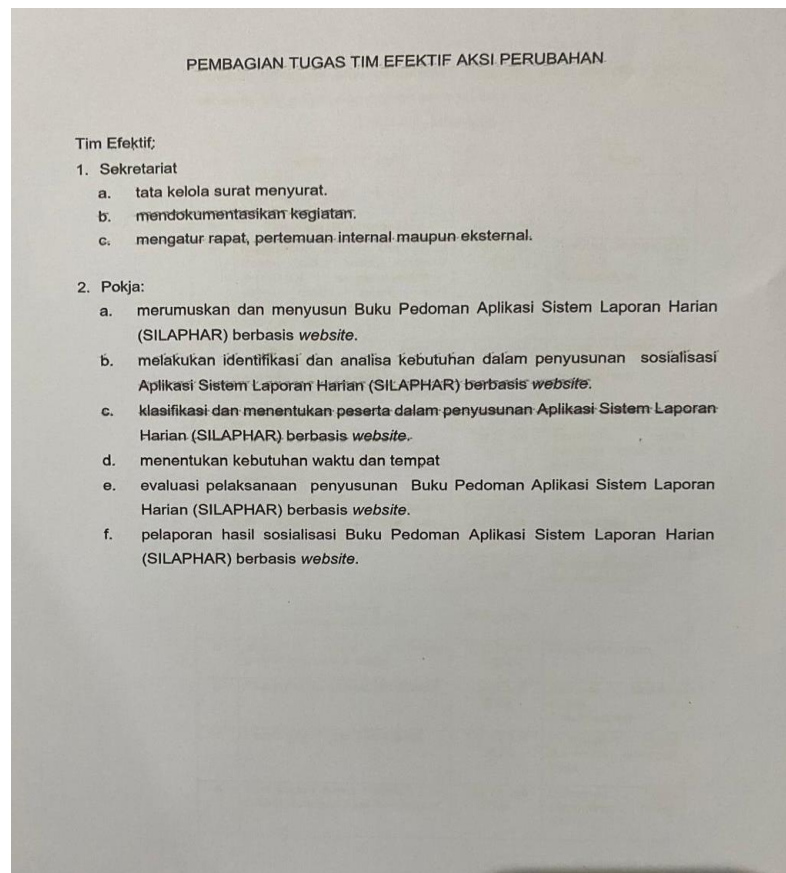 PEMBAGIAN TUGAS TIM EFEKTIF AKSI PERUBAHAN
Tim Efektif;
1. Sekretariat
a. tata kelola surat menyurat.
b. mendokumentasikan kegiatan.
c. mengatur rapat, pertemuan internal maupun eksternal.
2. Pokja:
a. merumuskan dan menyusun Buku Pedoman Aplikasi Sistem Laporan Harian
(SILAPHAR) berbasis website.
b. melakukan identifikasi dan analisa kebutuhan dalam penyusunan sosialisasi
Aplikasi Sistem Laporan Harian (SILAPHAR) berbasis website.
c. klasifikasi dan menentukan peserta dalam penyusunan Aplikasi Sistem Laporan
Harian (SILAPHAR) berbasis website.
d. menentukan kebutuhan waktu dan tempat
e. evaluasi pelaksanaan penyusunan Buku Pedoman Aplikasi Sistem Laporan
Harian (SILAPHAR) berbasis website.
f. pelaporan hasil sosialisasi Buku Pedoman Aplikasi Sistem Laporan Harian
(SILAPHAR) berbasis website.